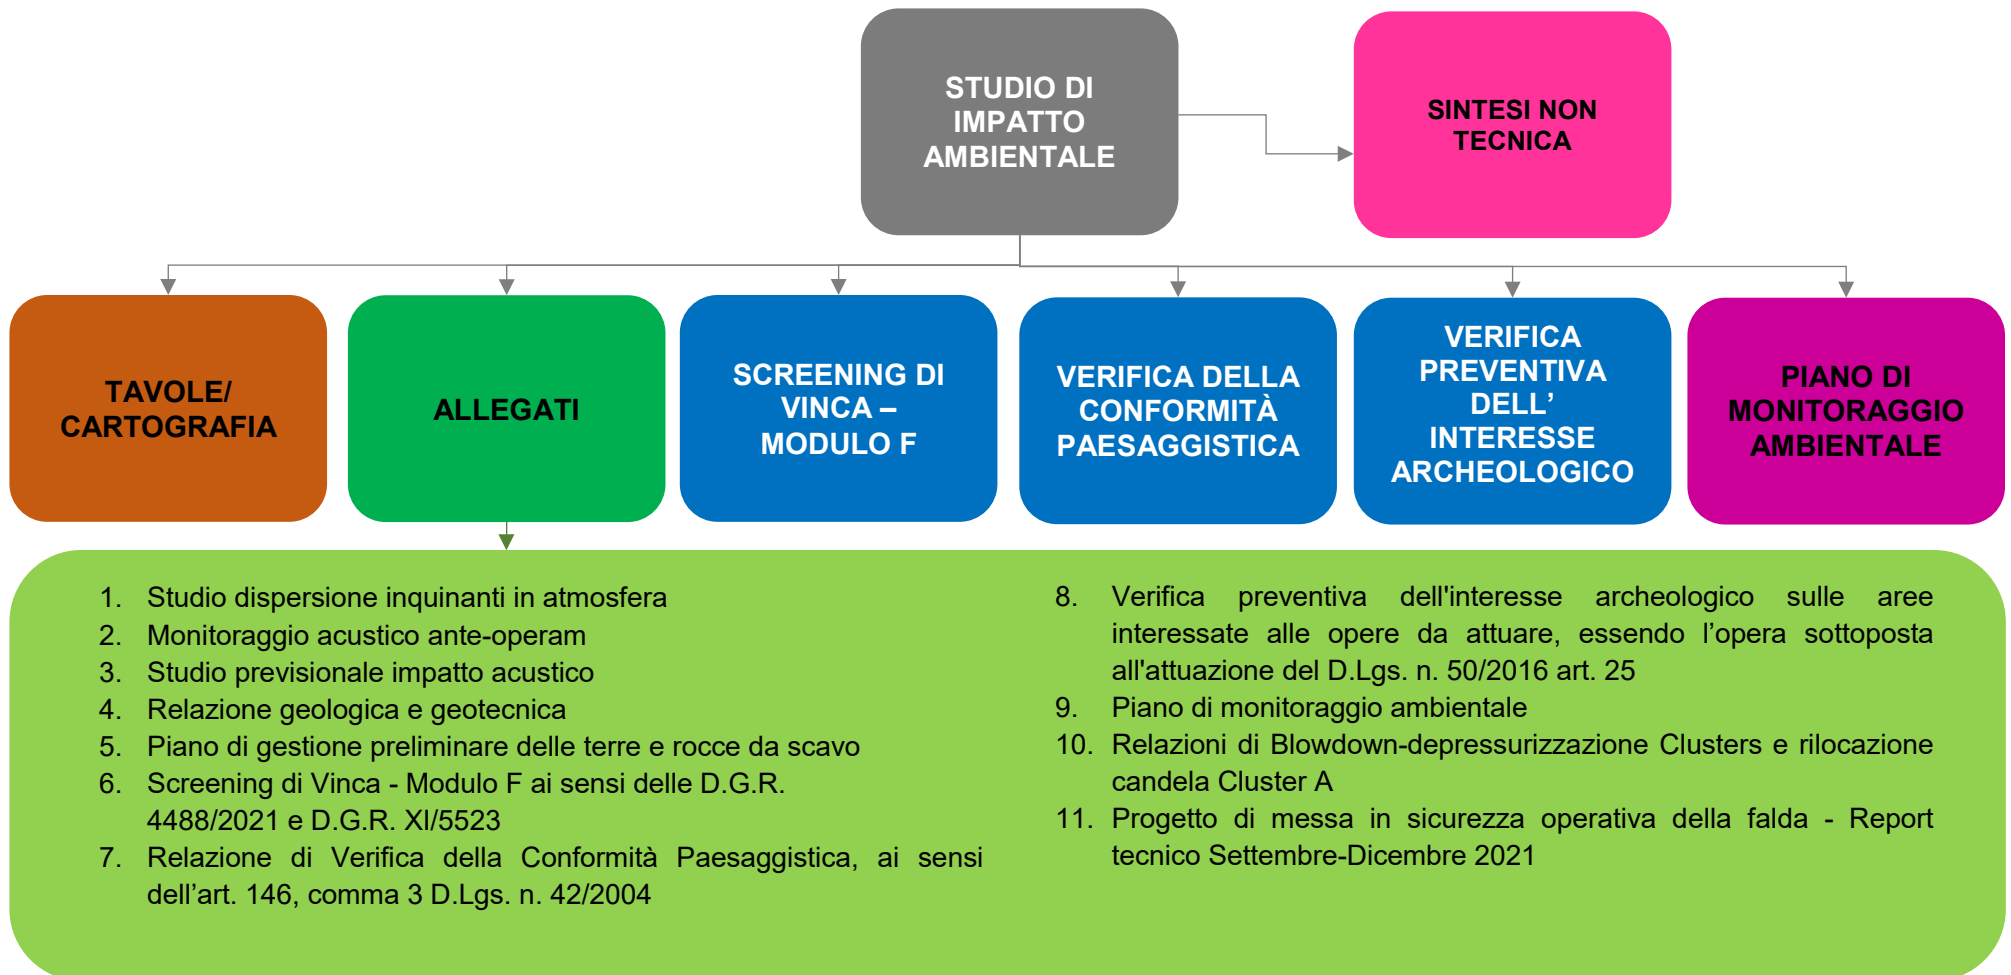 STUDIO DI
IMPATTO
AMBIENTALE
SINTESI NON
TECNICA
TAVOLE/
CARTOGRAFIA
ALLEGATI
SCREENING DI
VINCA –
MODULO F
VERIFICA DELLA
CONFORMITÀ
PAESAGGISTICA
VERIFICA
PREVENTIVA
DELL’
INTERESSE
ARCHEOLOGICO
PIANO DI
MONITORAGGIO
AMBIENTALE
1. Studio dispersione inquinanti in atmosfera
2. Monitoraggio acustico ante-operam
3. Studio previsionale impatto acustico
4. Relazione geologica e geotecnica
5. Piano di gestione preliminare delle terre e rocce da scavo
6. Screening di Vinca - Modulo F ai sensi delle D.G.R.
4488/2021 e D.G.R. XI/5523
7. Relazione di Verifica della Conformità Paesaggistica, ai sensi
dell’art. 146, comma 3 D.Lgs. n. 42/2004
8. Verifica preventiva dell'interesse archeologico sulle aree
interessate alle opere da attuare, essendo l’opera sottoposta
all'attuazione del D.Lgs. n. 50/2016 art. 25
9. Piano di monitoraggio ambientale
10. Relazioni di Blowdown-depressurizzazione Clusters e rilocazione
candela Cluster A
11. Progetto di messa in sicurezza operativa della falda - Report
tecnico Settembre-Dicembre 2021